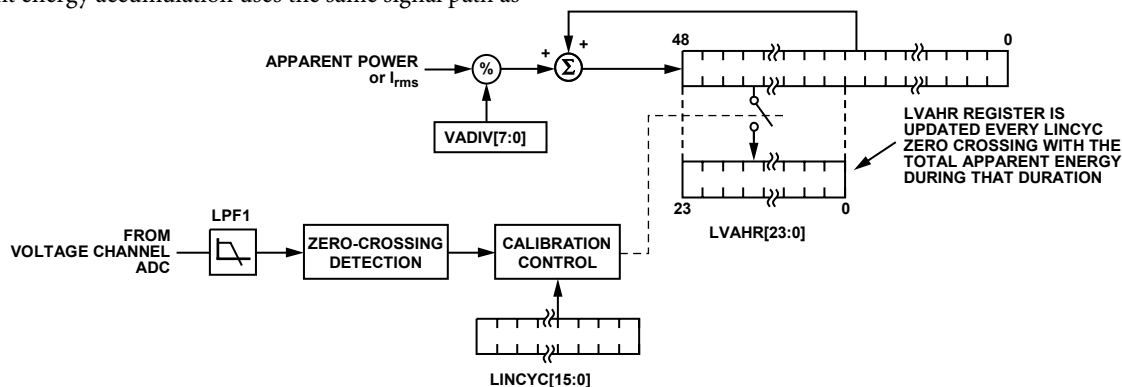 nt energy accumulation uses the same signal path as
48
0
APPARENT POWER
or Irms
%
+
+
Σ
VADIV[7:0]
LVAHR REGISTER IS
UPDATED EVERY LINCYC
ZERO CROSSING WITH THE
TOTAL APPARENT ENERGY
DURING THAT DURATION
23
0
LVAHR[23:0]
LPF1
FROM
VOLTAGE CHANNEL
ADC
ZERO-CROSSING
DETECTION
CALIBRATION
CONTROL
LINCYC[15:0]